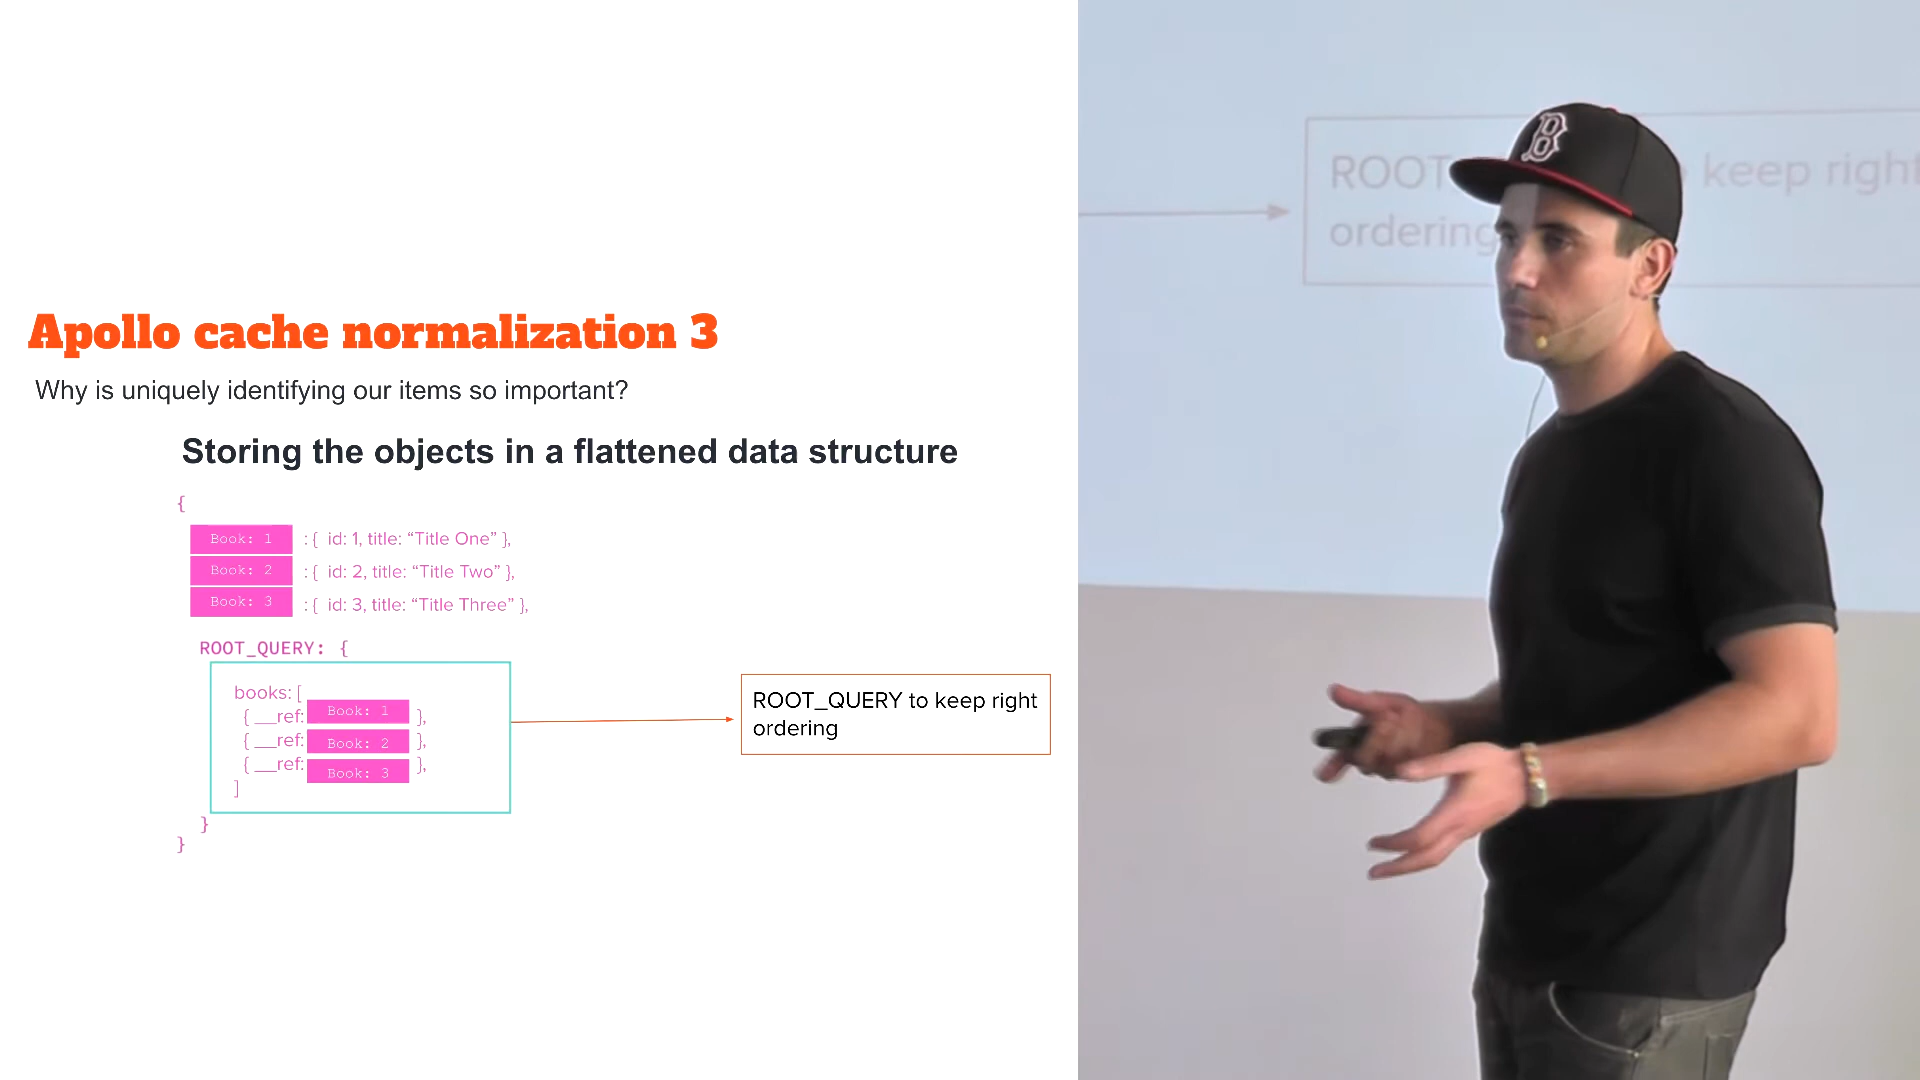 Apollo cache normalization 3
Why is uniquely identifying our items so important?
Storing the objects in a flattened data structure
{
Book: 1 : { id: 1, title: “Title One” },
Book: 2 : { id: 2, title: “Title Two” },
Book: 3 : { id: 3, title: “Title Three” },
ROOT_QUERY: {
books: [
{ __ref: Book: 1 },
{ __ref: Book: 2 },
{ __ref: Book: 3 },
]
}
}
ROOT_QUERY to keep right
ordering
ROOT keep right
ordering
B